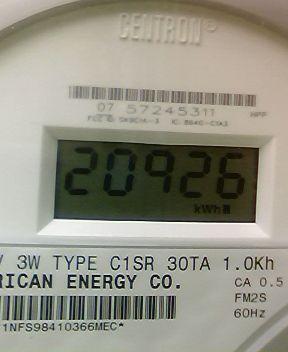 CENTRON®
07 57245311 HPF
20926
kWh
V 3W TYPE C1SR 30TA 1.0Kh
RICAN ENERGY CO. CA 0.5
FM2S
1NFS98410366MEC* 60Hz